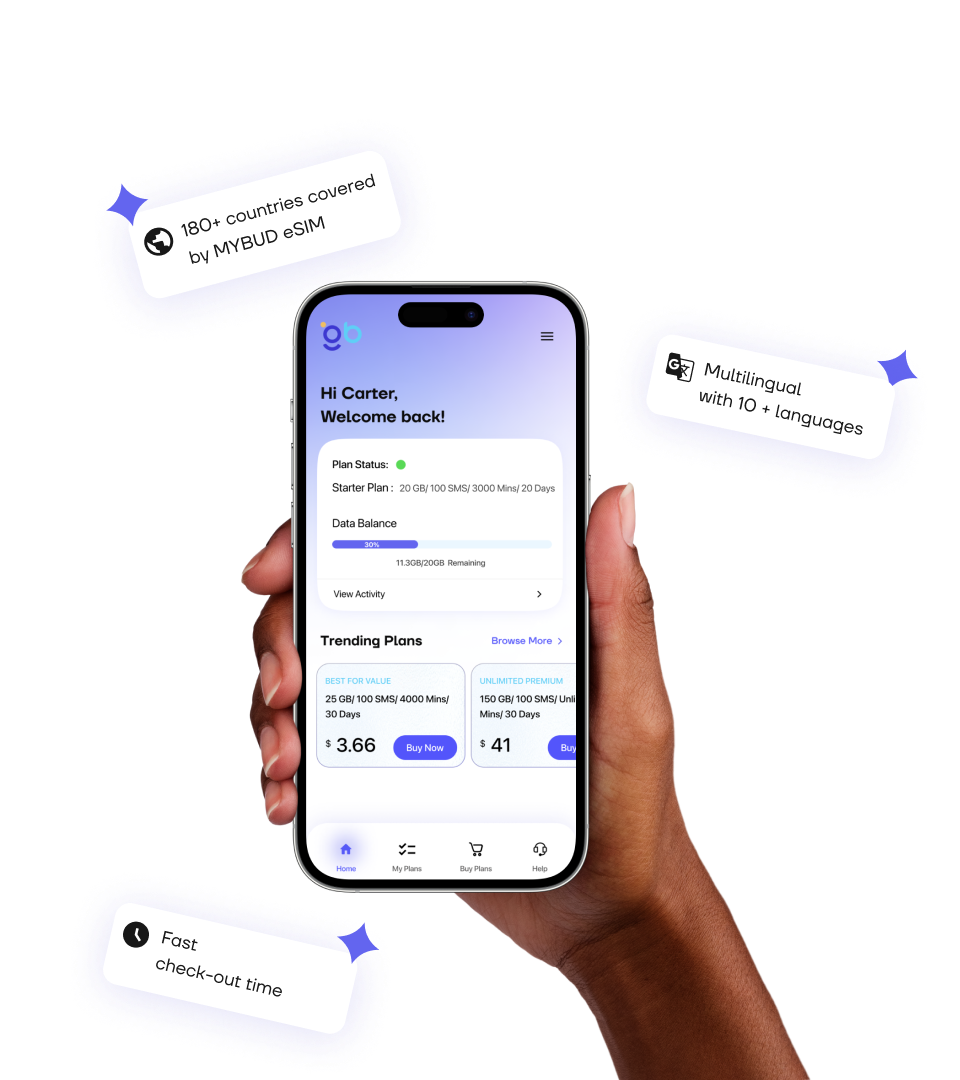 180+ countries covered
by MYBUD eSIM
Multilingual
with 10 + languages
gb
Hi Carter,
Welcome back!
Plan Status:
Starter Plan : 20 GB/ 100 SMS/ 3000 Mins/ 20 Days
Data Balance
30%
11.3GB/20GB Remaining
View Activity
Trending Plans
Browse More
BEST FOR VALUE
25 GB/ 100 SMS/ 4000 Mins/
30 Days
$ 3.66
Buy Now
UNLIMITED PREMIUM
150 GB/ 100 SMS/ Unli
Mins/ 30 Days
$ 41
Buy
Home
My Plans
Buy Plans
Help
Fast
check-out time